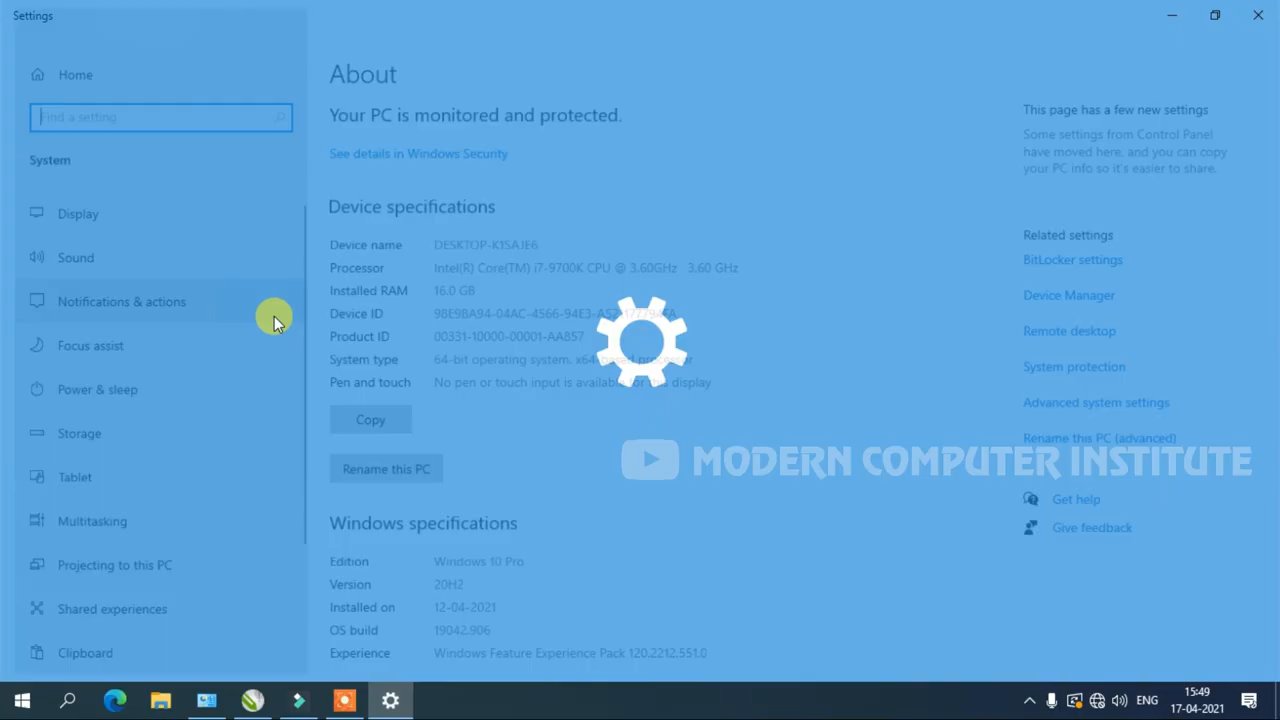 Settings
Home
Find a setting
System
Display
Sound
Notifications & actions
Focus assist
Power & sleep
Storage
Tablet
Multitasking
Projecting to this PC
Shared experiences
Clipboard
About
Your PC is monitored and protected.
See details in Windows Security
Device specifications
Device name DESKTOP-K1SAJE6
Processor Intel(R) Core(TM) i7-9700K CPU @ 3.60GHz 3.60 GHz
Installed RAM 16.0 GB
Device ID
Product ID 00331-10000-00001-AA857
System type 64-bit operating system, x64-based processor
Pen and touch No pen or touch input is available for this display
Copy
Rename this PC
Windows specifications
Edition Windows 10 Pro
Version 20H2
Installed on 12-04-2021
OS build 19042.906
Experience Windows Feature Experience Pack 120.2212.551.0
This page has a few new settings
Some settings from Control Panel
have moved here, and you can copy
your PC info so it's easier to share.
Related settings
BitLocker settings
Device Manager
Remote desktop
System protection
Advanced system settings
Rename this PC (advanced)
MODERN COMPUTER INSTITUTE
Get help
Give feedback
ENG
15:49
17-04-2021